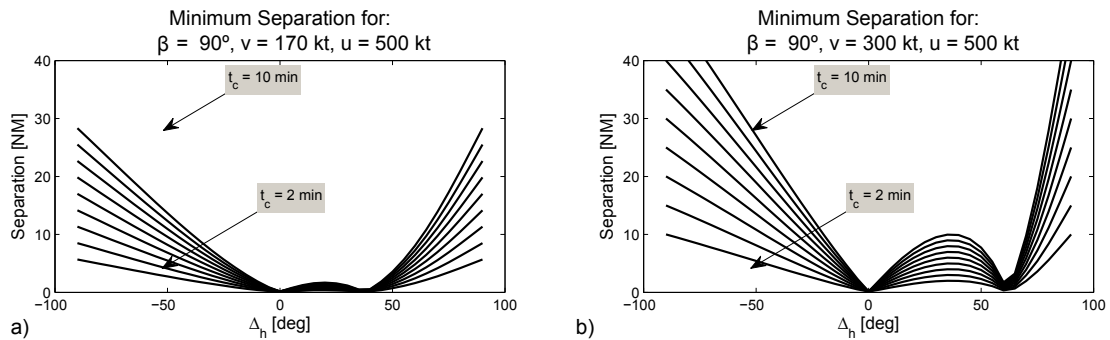 Minimum Separation for:
β = 90º, v = 170 kt, u = 500 kt
40
30
20
10
0
Separation [NM]
t_c = 10 min
t_c = 2 min
−100
−50
0
50
100
Δ_h [deg]
a)
Minimum Separation for:
β = 90º, v = 300 kt, u = 500 kt
40
30
20
10
0
Separation [NM]
t_c = 10 min
t_c = 2 min
−100
−50
0
50
100
Δ_h [deg]
b)